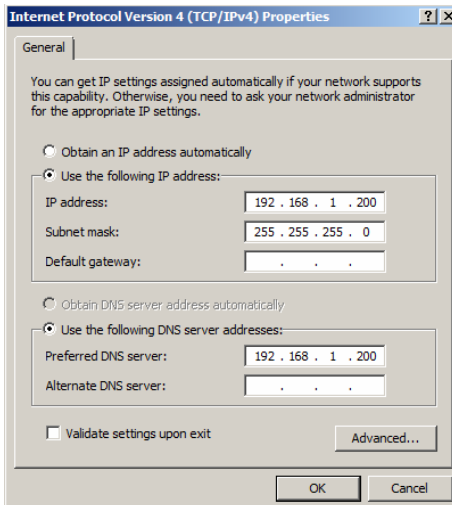 Internet Protocol Version 4 (TCP/IPv4) Properties ? X
General
You can get IP settings assigned automatically if your network supports
this capability. Otherwise, you need to ask your network administrator
for the appropriate IP settings.
Obtain an IP address automatically
Use the following IP address:
IP address: 192 . 168 . 1 . 200
Subnet mask: 255 . 255 . 255 . 0
Default gateway: . . .
Obtain DNS server address automatically
Use the following DNS server addresses:
Preferred DNS server: 192 . 168 . 1 . 200
Alternate DNS server: . . .
Validate settings upon exit
Advanced...
OK Cancel